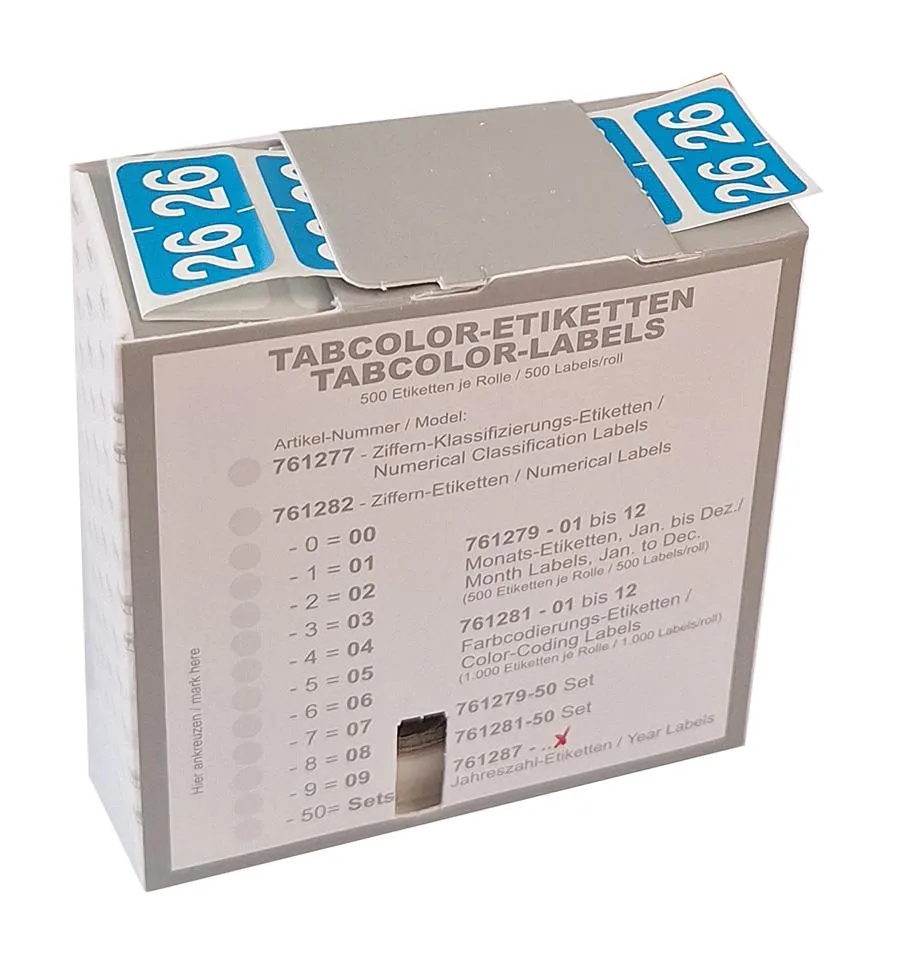 26 26
26 26
26 26
26 26
TABCOLOR-ETIKETTEN
TABCOLOR-LABELS
500 Etiketten je Rolle / 500 Labels/roll
Artikel-Nummer / Model:
761277 - Ziffern-Klassifizierungs-Etiketten /
Numerical Classification Labels
761282 - Ziffern-Etiketten / Numerical Labels
- 0 = 00
- 1 = 01
- 2 = 02
- 3 = 03
- 4 = 04
- 5 = 05
- 6 = 06
- 7 = 07
- 8 = 08
- 9 = 09
- 50= Sets
761279 - 01 bis 12
Monats-Etiketten, Jan. bis Dez./
Month Labels, Jan. to Dec.
(500 Etiketten je Rolle / 500 Labels/roll)
761281 - 01 bis 12
Farbcodierungs-Etiketten /
Color-Coding Labels
(1.000 Etiketten je Rolle / 1.000 Labels/roll)
761279-50 Set
761281-50 Set
761287 - ..
Jahreszahl-Etiketten / Year Labels
Hier ankreuzen / mark here